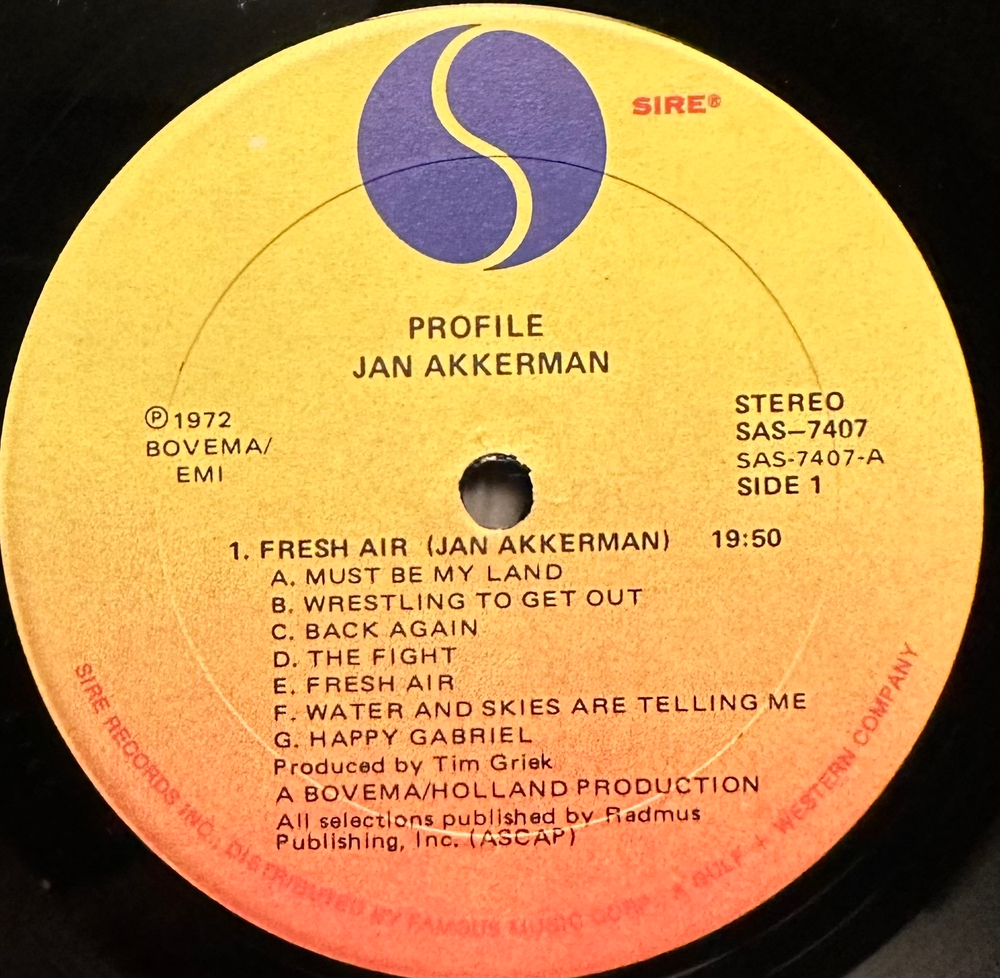 SIRE®
PROFILE
JAN AKKERMAN
Ⓟ1972
BOVEMA/
EMI
STEREO
SAS—7407
SAS-7407-A
SIDE 1
1. FRESH AIR (JAN AKKERMAN) 19:50
A. MUST BE MY LAND
B. WRESTLING TO GET OUT
C. BACK AGAIN
D. THE FIGHT
E. FRESH AIR
F. WATER AND SKIES ARE TELLING ME
G. HAPPY GABRIEL
Produced by Tim Griek
A BOVEMA/HOLLAND PRODUCTION
All selections published by Radmus
Publishing, Inc. (ASCAP)
SIRE RECORDS INC., DISTRIBUTED BY FAMOUS MUSIC CORP. A GULF + WESTERN COMPANY